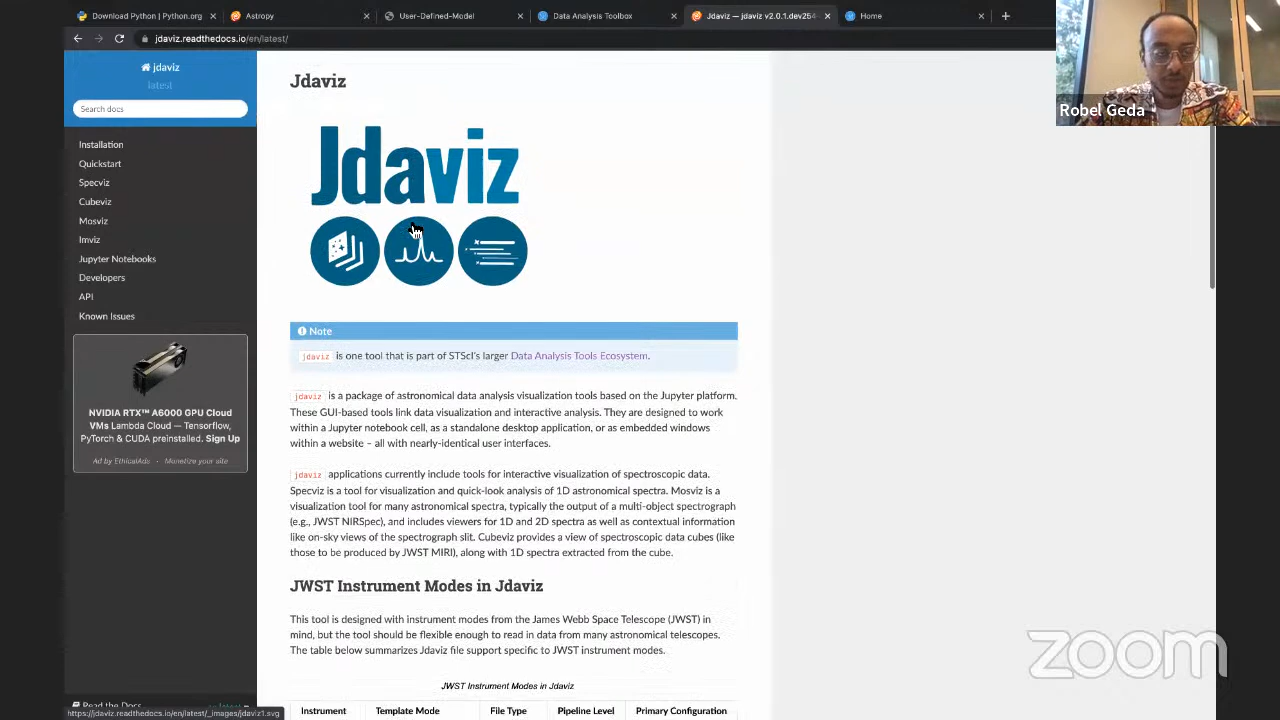 Download Python | Python.org
Astropy
User-Defined-Model
Data Analysis Toolbox
Jdaviz — jdaviz v2.0.1.dev254
Home
jdaviz.readthedocs.io/en/latest/
Robel Geda
jdaviz
latest
Search docs
Installation
Quickstart
Specviz
Cubeviz
Mosviz
Imviz
Jupyter Notebooks
Developers
API
Known Issues
NVIDIA RTX™ A6000 GPU Cloud
VMs Lambda Cloud — Tensorflow,
PyTorch & CUDA preinstalled. Sign Up
Ad by EthicalAds · Monetize your site
Read the Docs
https://jdaviz.readthedocs.io/en/latest/_images/jdaviz1.svg
Jdaviz
Jdaviz
Note
jdaviz is one tool that is part of STScI's larger Data Analysis Tools Ecosystem.
jdaviz is a package of astronomical data analysis visualization tools based on the Jupyter platform.
These GUI-based tools link data visualization and interactive analysis. They are designed to work
within a Jupyter notebook cell, as a standalone desktop application, or as embedded windows
within a website – all with nearly-identical user interfaces.
jdaviz applications currently include tools for interactive visualization of spectroscopic data.
Specviz is a tool for visualization and quick-look analysis of 1D astronomical spectra. Mosviz is a
visualization tool for many astronomical spectra, typically the output of a multi-object spectrograph
(e.g., JWST NIRSpec), and includes viewers for 1D and 2D spectra as well as contextual information
like on-sky views of the spectrograph slit. Cubeviz provides a view of spectroscopic data cubes (like
those to be produced by JWST MIRI), along with 1D spectra extracted from the cube.
JWST Instrument Modes in Jdaviz
This tool is designed with instrument modes from the James Webb Space Telescope (JWST) in
mind, but the tool should be flexible enough to read in data from many astronomical telescopes.
The table below summarizes Jdaviz file support specific to JWST instrument modes.
JWST Instrument Modes in Jdaviz
Instrument Template Mode File Type Pipeline Level Primary Configuration
zoom